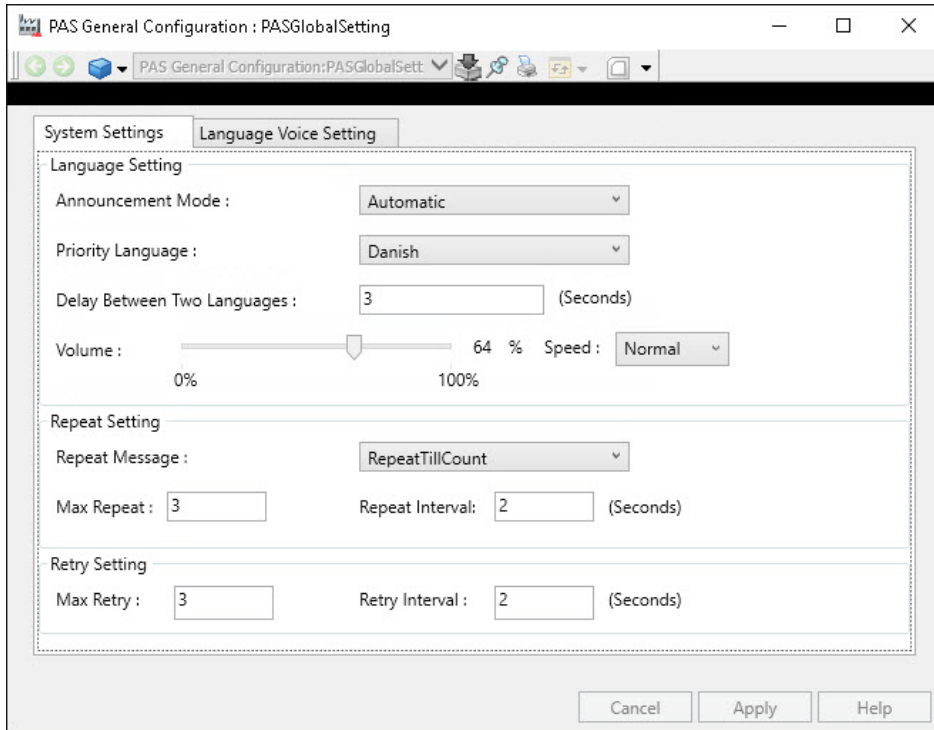 PAS General Configuration : PASGlobalSetting
PAS General Configuration:PASGlobalSett
System Settings Language Voice Setting
Language Setting
Announcement Mode : Automatic
Priority Language : Danish
Delay Between Two Languages : 3 (Seconds)
Volume : 64 % Speed : Normal
0% 100%
Repeat Setting
Repeat Message : RepeatTillCount
Max Repeat : 3 Repeat Interval: 2 (Seconds)
Retry Setting
Max Retry : 3 Retry Interval : 2 (Seconds)
Cancel Apply Help